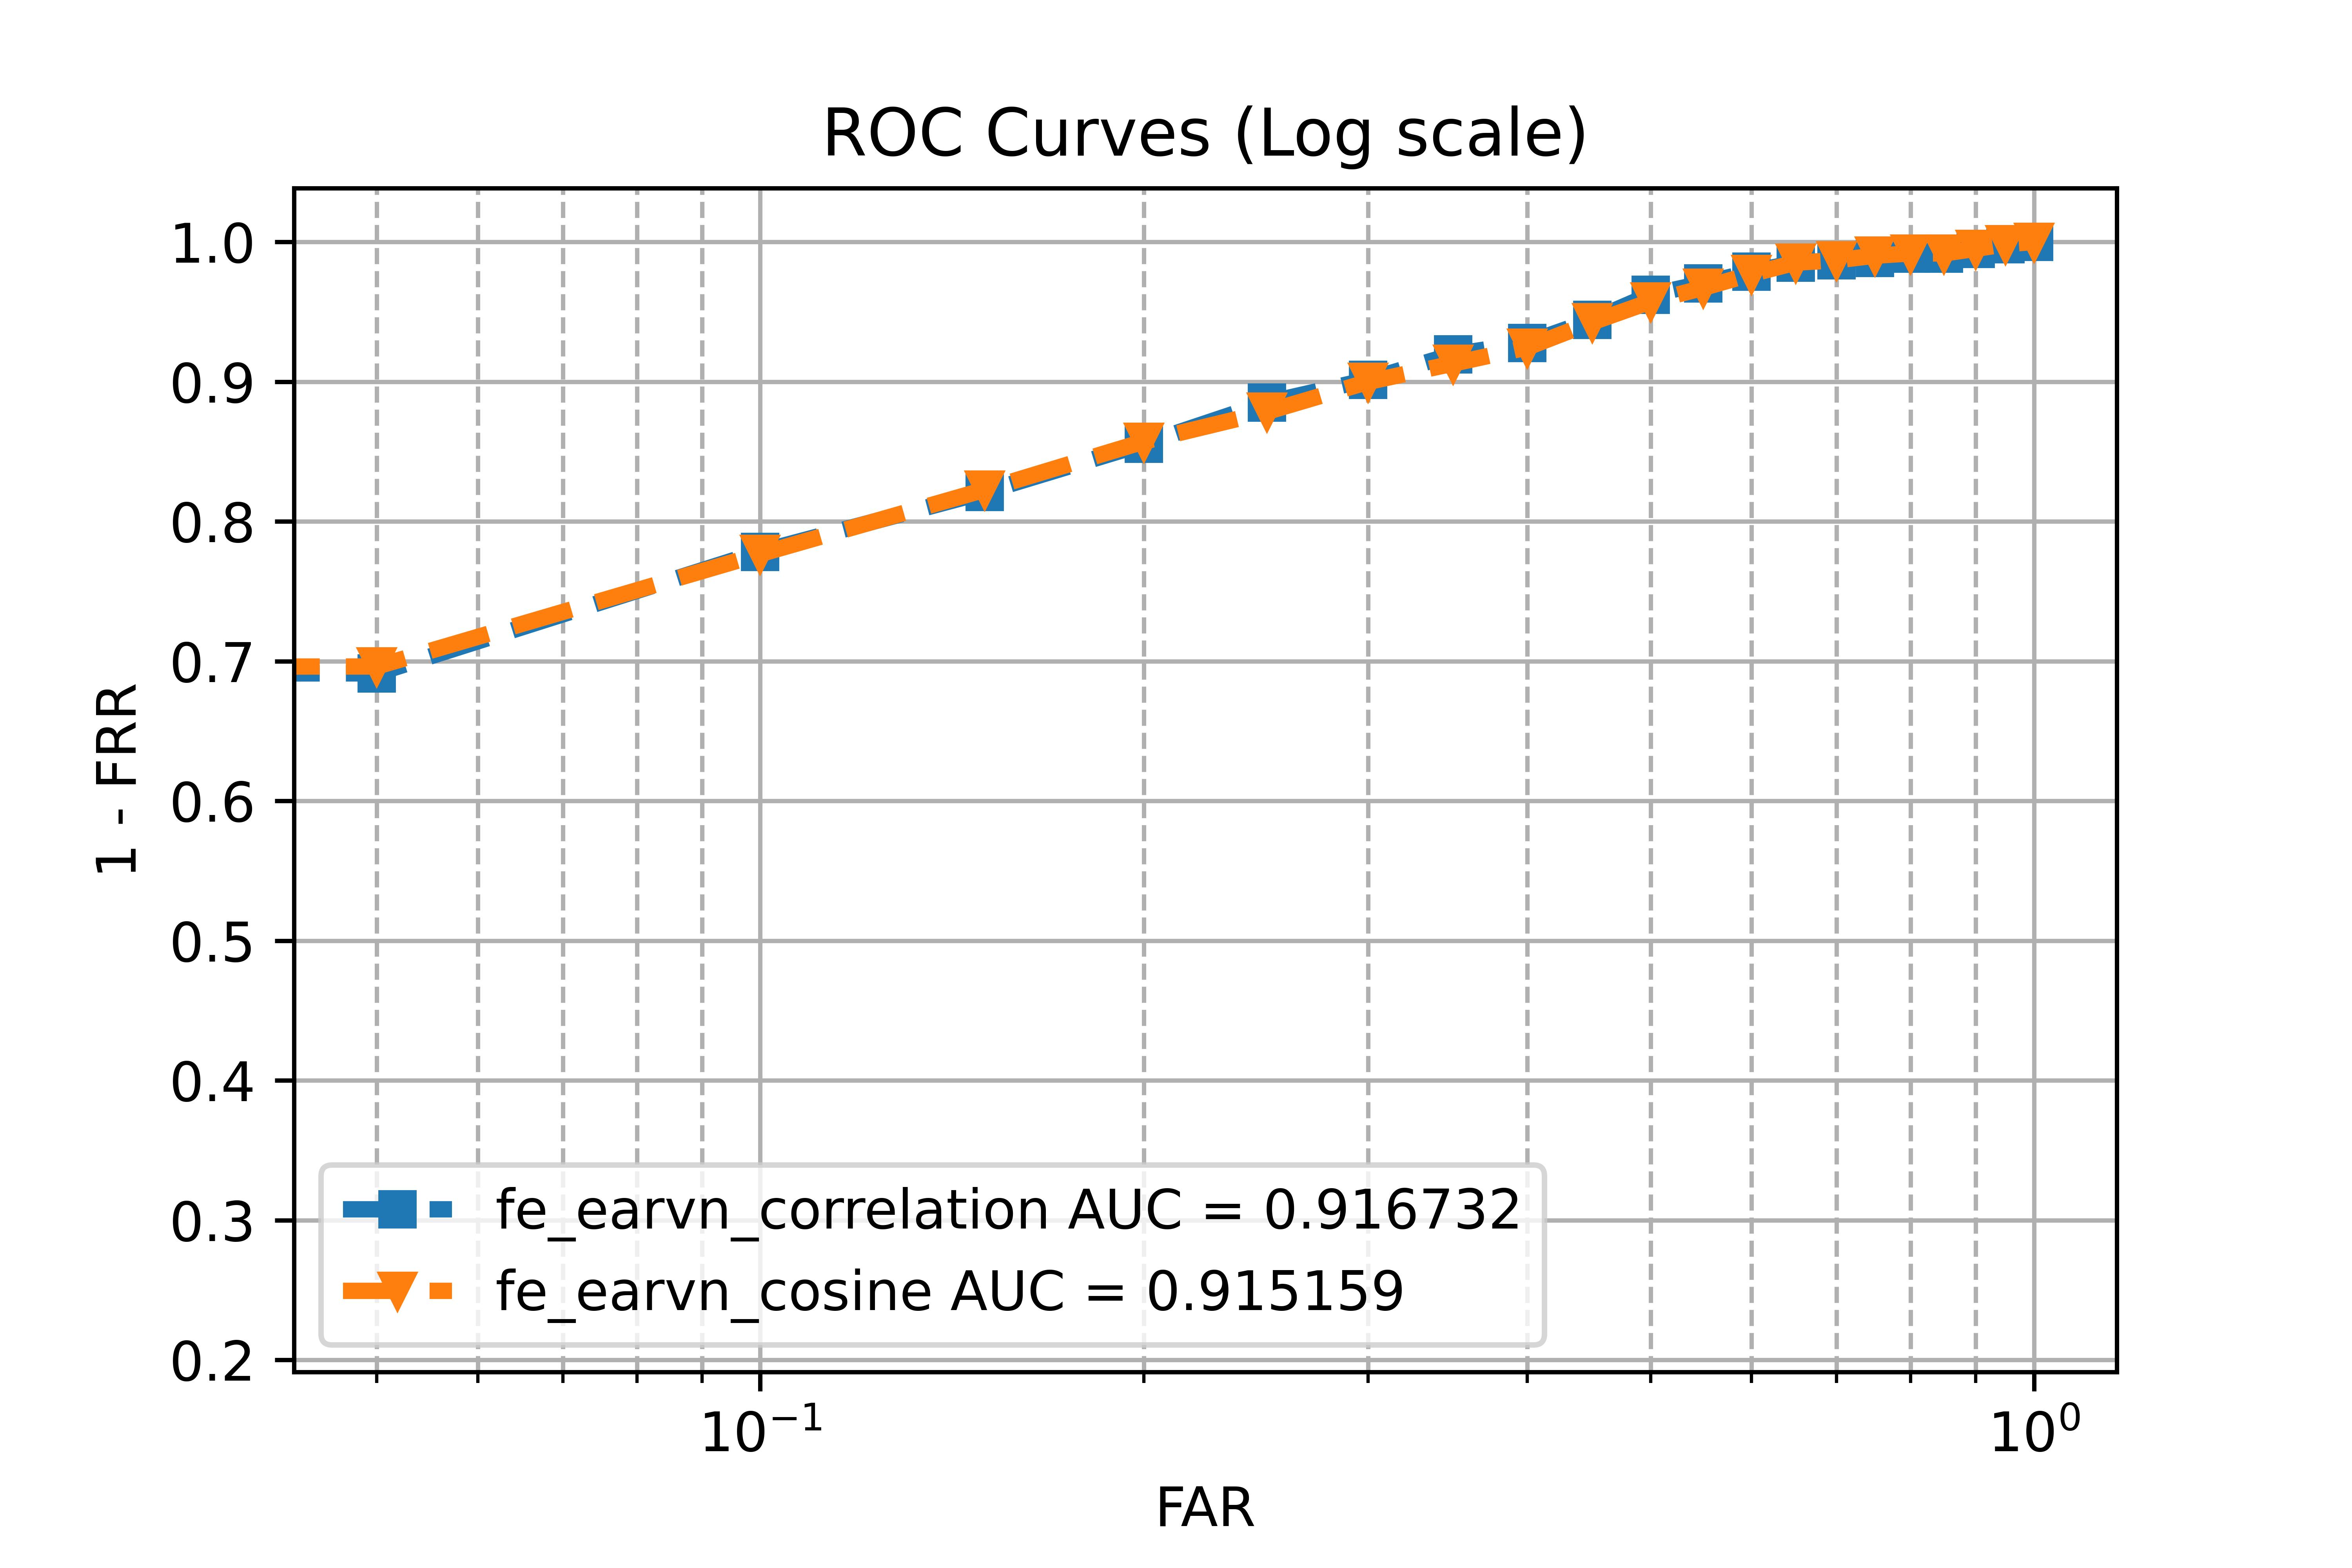 ROC Curves (Log scale)
1.0
0.9
0.8
0.7
0.6
0.5
0.4
0.3
0.2
1 - FRR
fe_earvn_correlation AUC = 0.916732
fe_earvn_cosine AUC = 0.915159
10⁻¹ 10⁰
FAR